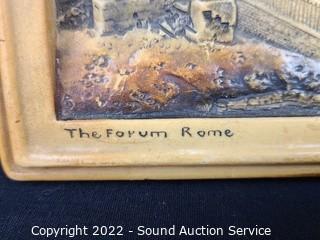 The Forum Rome
Copyright 2022 - Sound Auction Service